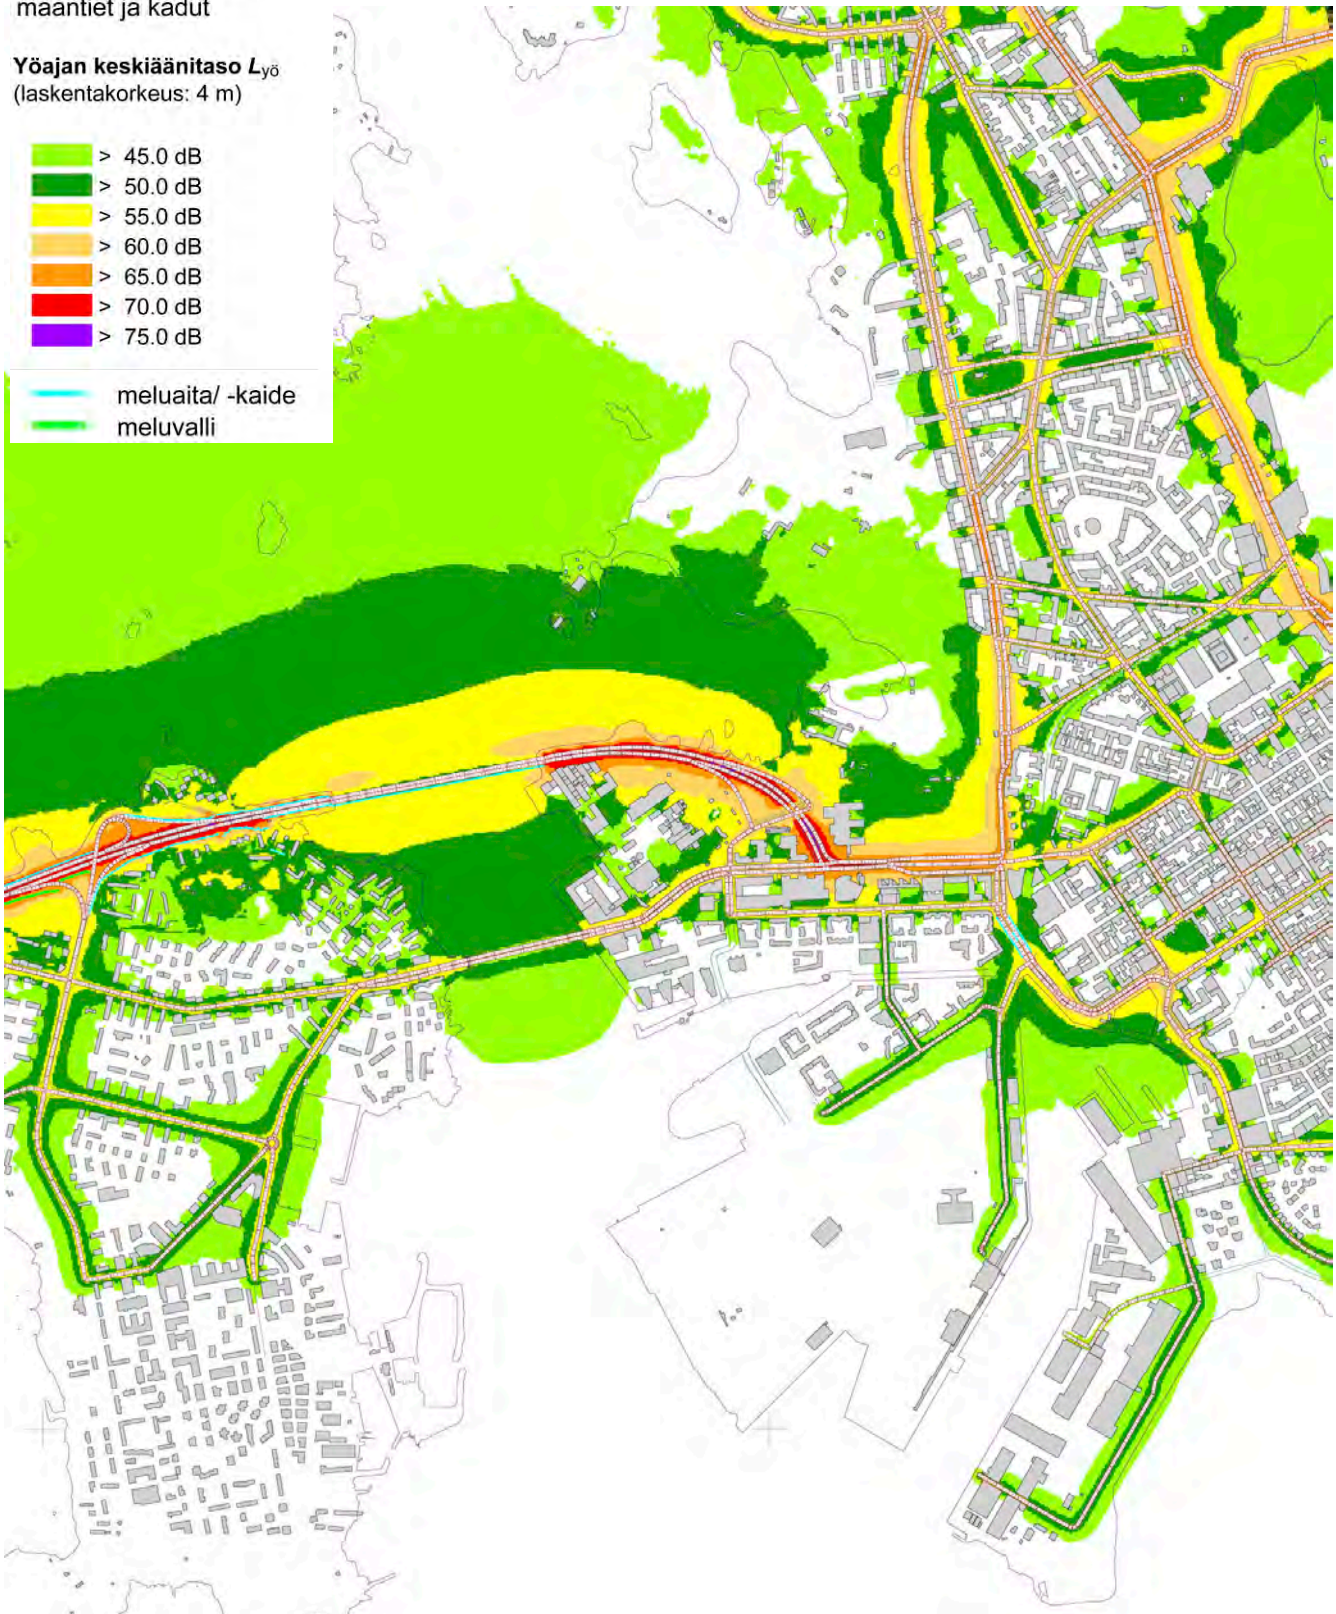 maantiet ja kadut
Yöajan keskiäänitaso Lyö
(laskentakorkeus: 4 m)
> 45.0 dB
> 50.0 dB
> 55.0 dB
> 60.0 dB
> 65.0 dB
> 70.0 dB
> 75.0 dB
meluaita/ -kaide
meluvalli